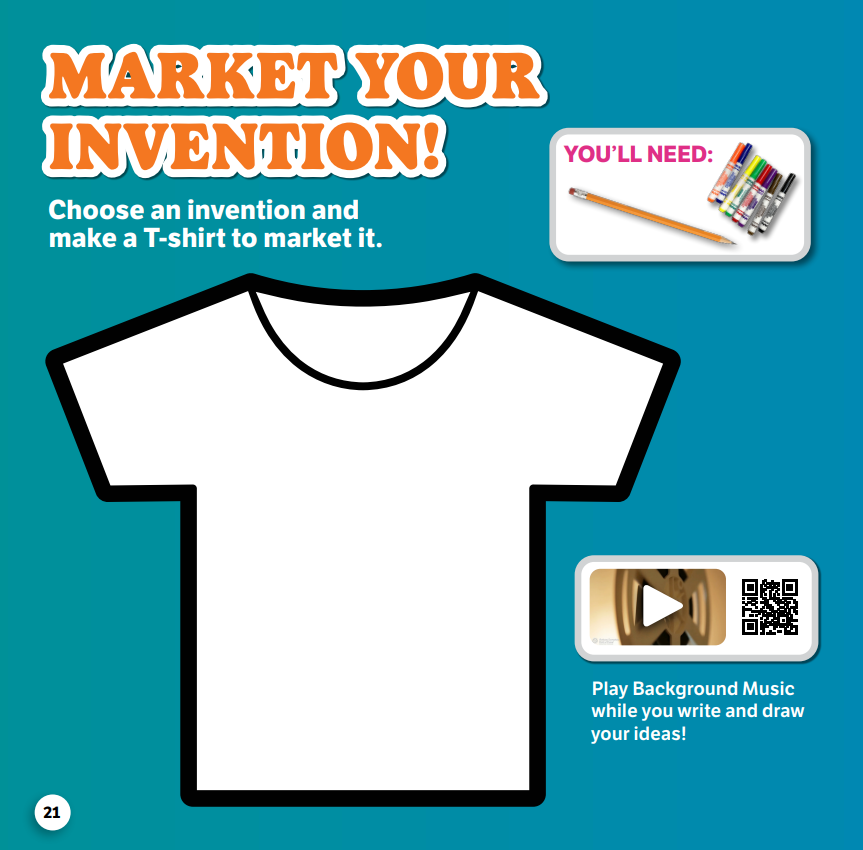 MARKET YOUR
INVENTION!
Choose an invention and
make a T-shirt to market it.
YOU'LL NEED:
Play Background Music
while you write and draw
your ideas!
21